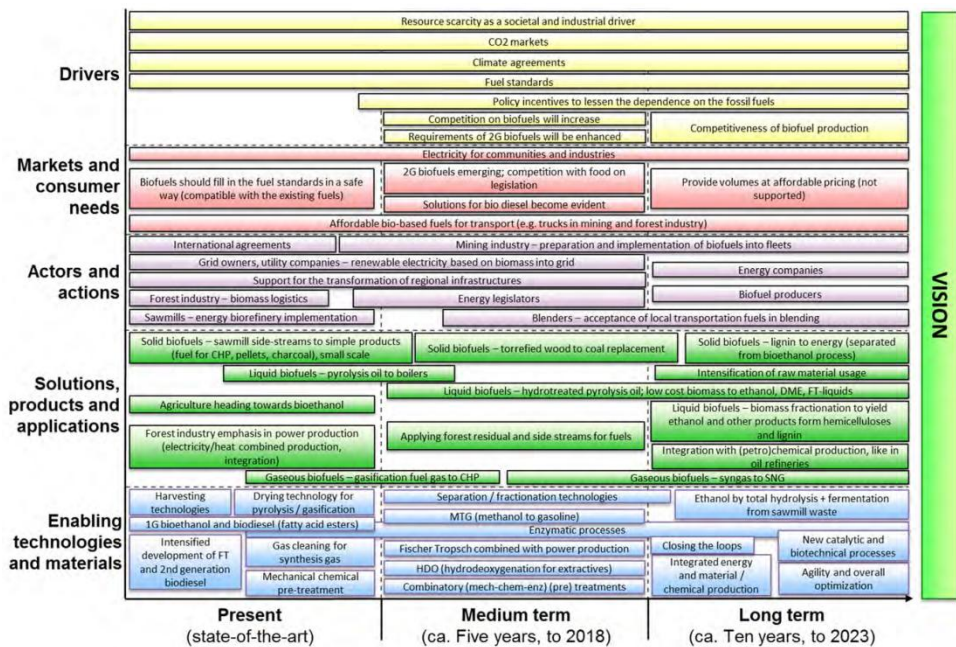 Drivers
Resource scarcity as a societal and industrial driver
CO2 markets
Climate agreements
Fuel standards
Policy incentives to lessen the dependence on the fossil fuels
Competition on biofuels will increase
Requirements of 2G biofuels will be enhanced
Competitiveness of biofuel production
Markets and
consumer
needs
Electricity for communities and industries
Biofuels should fill in the fuel standards in a safe
way (compatible with the existing fuels)
2G biofuels emerging; competition with food on
legislation
Solutions for bio diesel become evident
Provide volumes at affordable pricing (not
supported)
Affordable bio-based fuels for transport (e.g. trucks in mining and forest industry)
Actors and
actions
International agreements
Mining industry – preparation and implementation of biofuels into fleets
Grid owners, utility companies – renewable electricity based on biomass into grid
Energy companies
Support for the transformation of regional infrastructures
Forest industry – biomass logistics
Energy legislators
Biofuel producers
Sawmills – energy biorefinery implementation
Blenders – acceptance of local transportation fuels in blending
Solutions,
products and
applications
Solid biofuels – sawmill side-streams to simple products
(fuel for CHP, pellets, charcoal), small scale
Solid biofuels – torrefied wood to coal replacement
Solid biofuels – lignin to energy (separated
from bioethanol process)
Liquid biofuels – pyrolysis oil to boilers
Intensification of raw material usage
Liquid biofuels – hydrotreated pyrolysis oil; low cost biomass to ethanol, DME, FT-liquids
Agriculture heading towards bioethanol
Liquid biofuels – biomass fractionation to yield
ethanol and other products form hemicelluloses
and lignin
Forest industry emphasis in power production
(electricity/heat combined production,
integration)
Applying forest residual and side streams for fuels
Integration with (petro)chemical production, like in
oil refineries
Gaseous biofuels – gasification fuel gas to CHP
Gaseous biofuels – syngas to SNG
Enabling
technologies
and materials
Harvesting
technologies
Drying technology for
pyrolysis / gasification
Separation / fractionation technologies
Ethanol by total hydrolysis + fermentation
from sawmill waste
MTG (methanol to gasoline)
1G bioethanol and biodiesel (fatty acid esters)
Enzymatic processes
Intensified
development of FT
and 2nd generation
biodiesel
Gas cleaning for
synthesis gas
Mechanical chemical
pre-treatment
Fischer Tropsch combined with power production
HDO (hydrodeoxygenation for extractives)
Combinatory (mech-chem-enz) (pre) treatments
Closing the loops
Integrated energy
and material /
chemical production
New catalytic and
biotechnical processes
Agility and overall
optimization
VISION
Present
(state-of-the-art)
Medium term
(ca. Five years, to 2018)
Long term
(ca. Ten years, to 2023)